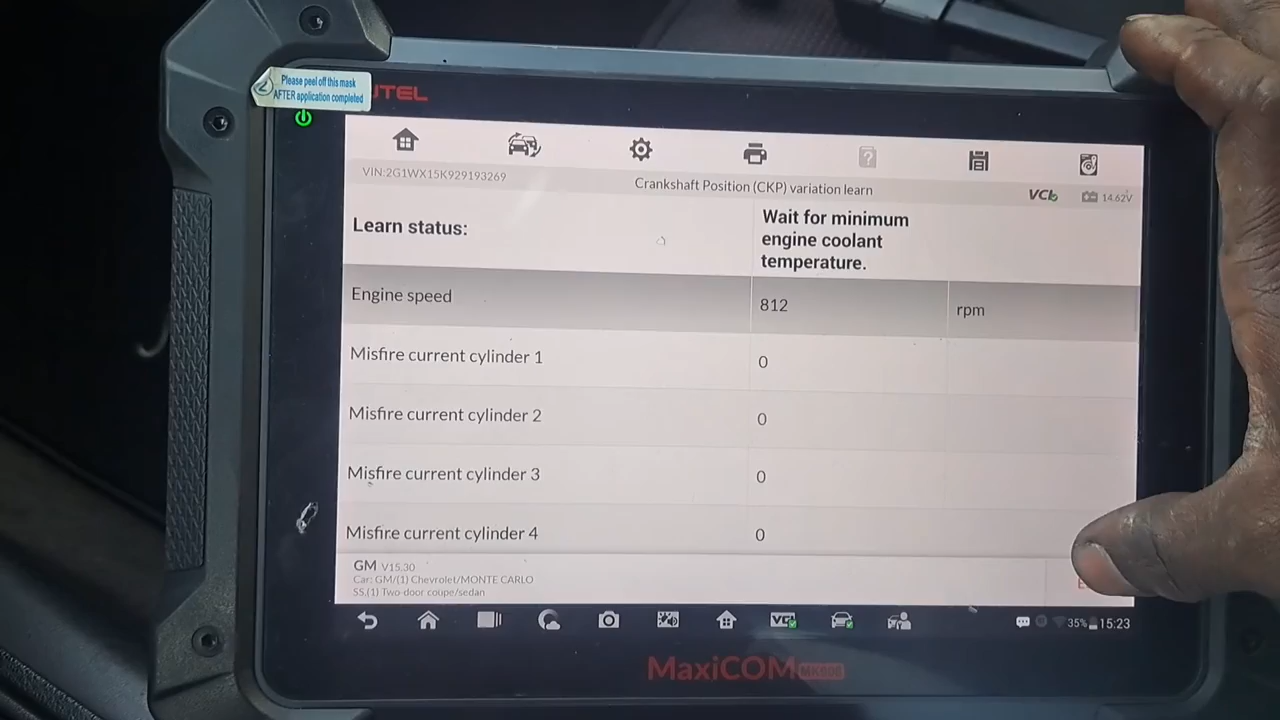 Please peel off this mask
AFTER application completed
UTEL
VIN:2G1WX15K929193269
Crankshaft Position (CKP) variation learn
VCI
14.62V
Learn status:
Wait for minimum
engine coolant
temperature.
Engine speed
812
rpm
Misfire current cylinder 1
0
Misfire current cylinder 2
0
Misfire current cylinder 3
0
Misfire current cylinder 4
0
GM V15.30
Car: GM/(1) Chevrolet/MONTE CARLO
SS,(1) Two-door coupe/sedan
VCI
35%
15:23
MaxiCOM MK908